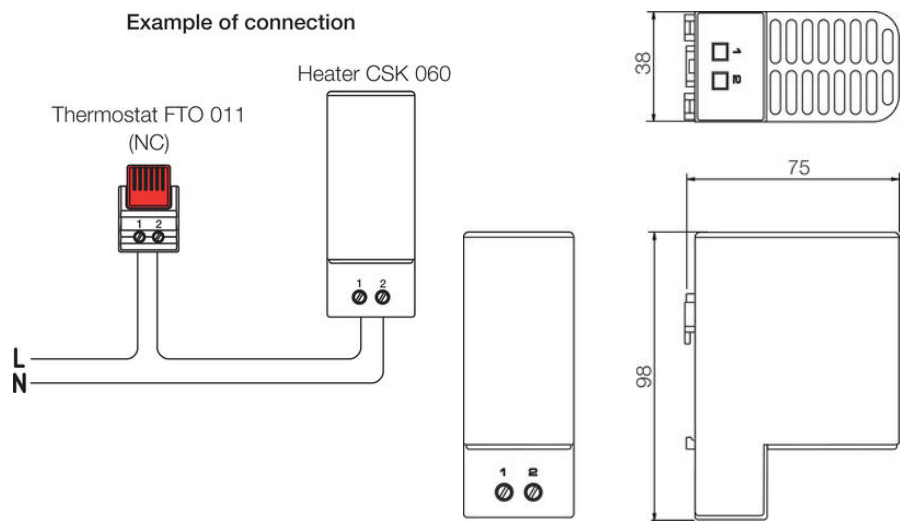 Example of connection
Heater CSK 060
Thermostat FTO 011
(NC)
1 2
1 2
L
N
38
1
2
75
98
1 2